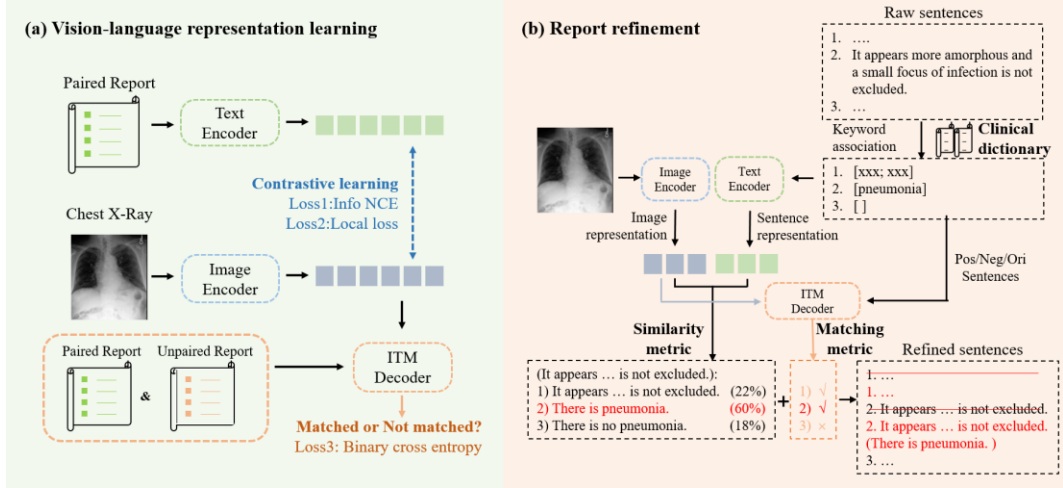 (a) Vision-language representation learning
Paired Report
Text
Encoder
Contrastive learning
Loss1:Info NCE
Loss2:Local loss
Chest X-Ray
Image
Encoder
Paired Report
Unpaired Report
&
ITM
Decoder
Matched or Not matched?
Loss3: Binary cross entropy
(b) Report refinement
Raw sentences
1. ....
2. It appears more amorphous and
a small focus of infection is not
excluded.
3. ...
Keyword
association
Clinical
dictionary
1. [xxx; xxx]
2. [pneumonia]
3. [ ]
Image
Encoder
Text
Encoder
Image
representation
Sentence
representation
Pos/Neg/Ori
Sentences
ITM
Decoder
Similarity
metric
Matching
metric
(It appears ... is not excluded.):
1) It appears ... is not excluded. (22%)
2) There is pneumonia. (60%)
3) There is no pneumonia. (18%)
+
1) √
2) √
3) ×
Refined sentences
1. ...
1. ...
2. It appears ... is not excluded.
2. It appears ... is not excluded.
(There is pneumonia. )
3. ...